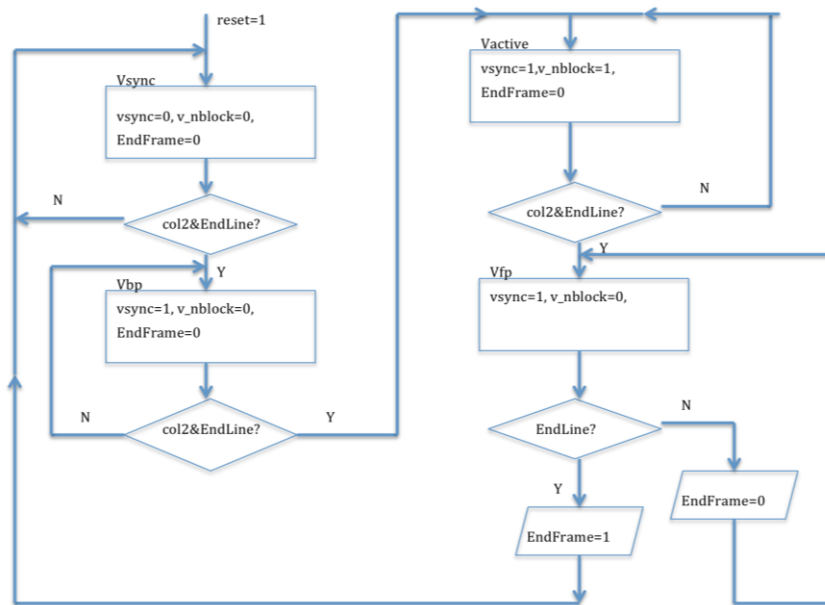 reset=1
Vsync
vsync=0, v_nblock=0,
EndFrame=0
N
col2&EndLine?
Y
Vbp
vsync=1, v_nblock=0,
EndFrame=0
N
col2&EndLine?
Y
Vactive
vsync=1,v_nblock=1,
EndFrame=0
N
col2&EndLine?
Y
Vfp
vsync=1, v_nblock=0,
N
EndLine?
Y
EndFrame=0
EndFrame=1